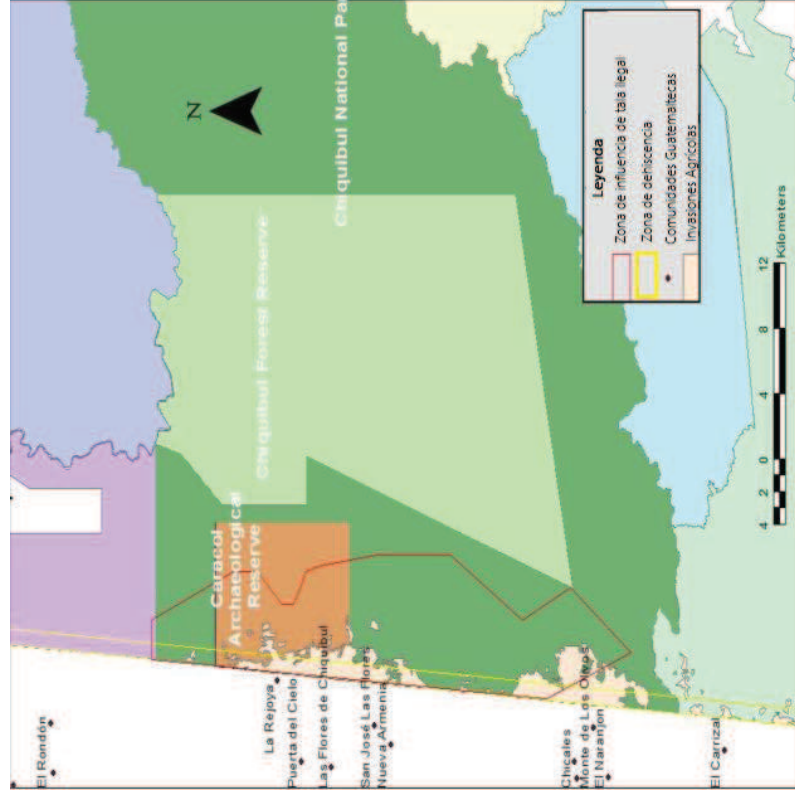 N
Chiquibul National Pa
Chiquibul Forest Reserve
Caracol
Archaeological
Reserve
El Rondón
La Rejoya
Puerta del Cielo
Las Flores de Chiquibul
San José Las Flores
Nueva Armenia
Chicales
Monte de Los Olivos
El Naranjon
El Carrizal
Leyenda
Zona de influencia de tala ilegal
Zona de dehiscencia
Comunidades Guatemaltecas
Invasiones Agrícolas
4 2 0 4 8 12
Kilometers